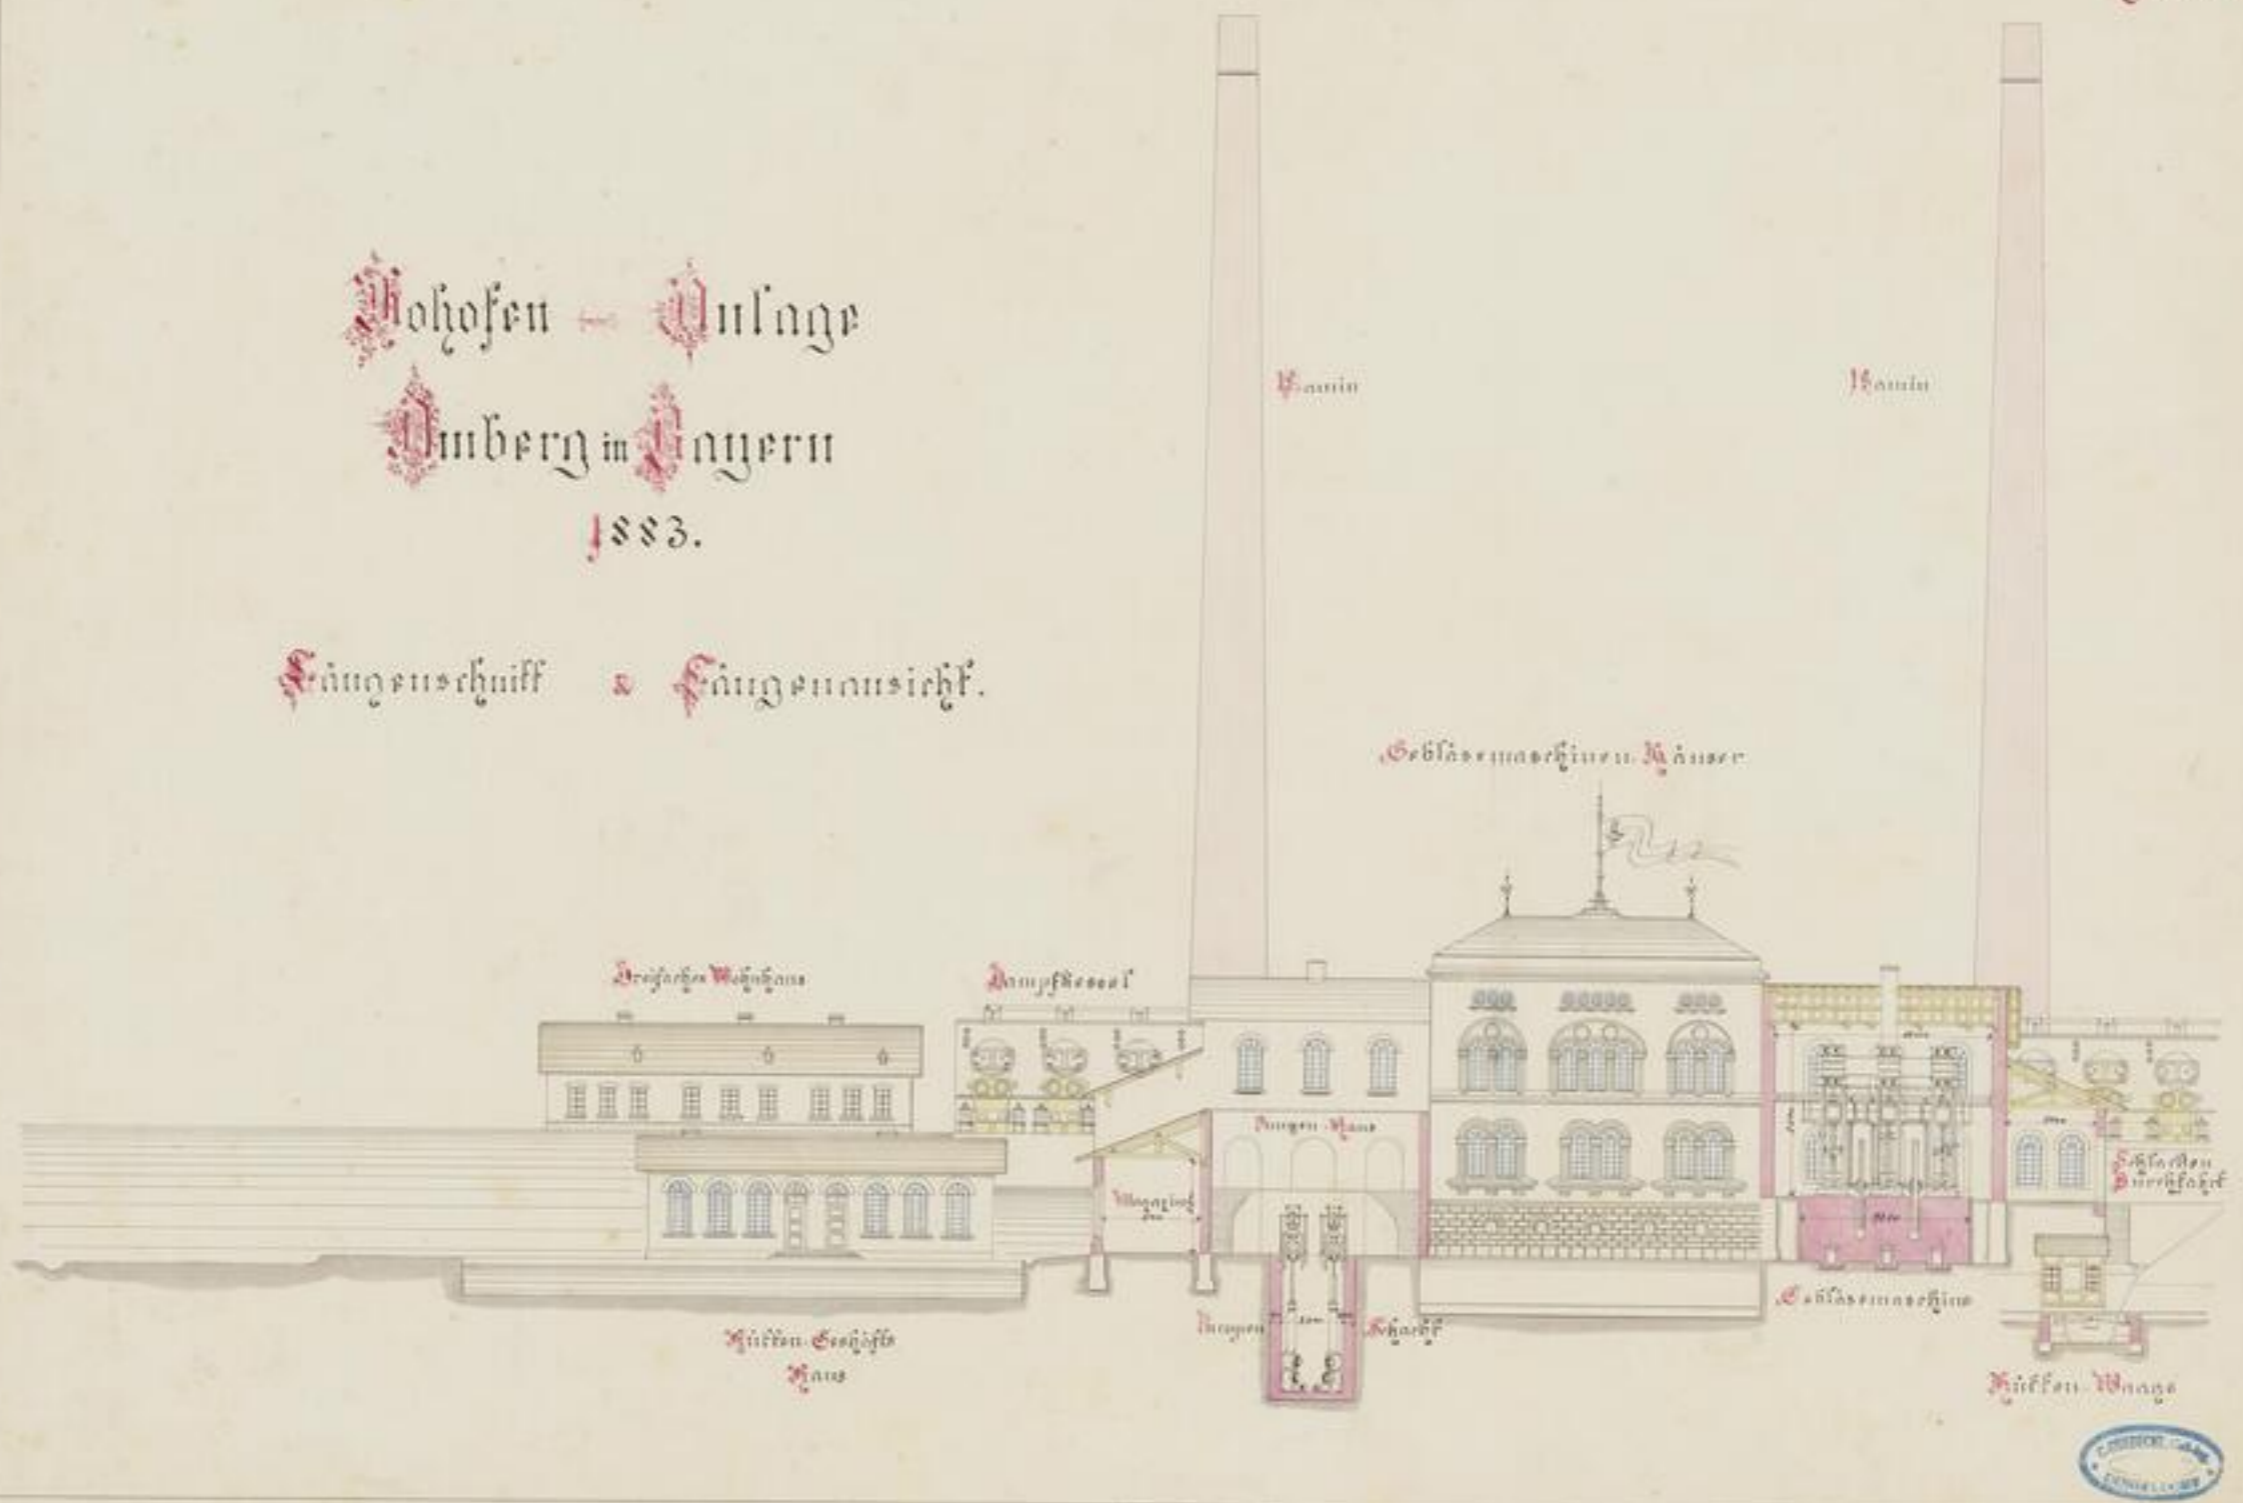 Hohofen - Anlage
Amberg in Bayern
1883.
Längenschnitt & Längenansicht.
Kamin
Kamin
Gebläsemaschinen-Häuser
Dreifaches Wohnhaus
Dampfkessel
Pumpen-Haus
Magazin
Schlacken
Durchfahrt
Gebläsemaschine
Pumpen
Schacht
Hütten-Geshäfts
Haus
Hütten-Waage